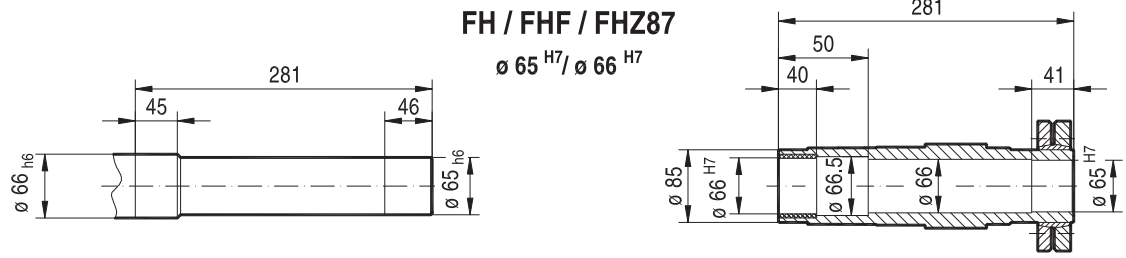 FH / FHF / FHZ87
ø 65 H7/ ø 66 H7
281
45
46
ø 66 h6
ø 65 h6
281
50
40
41
ø 85
ø 66 H7
ø 66.5
ø 66
ø 65 H7